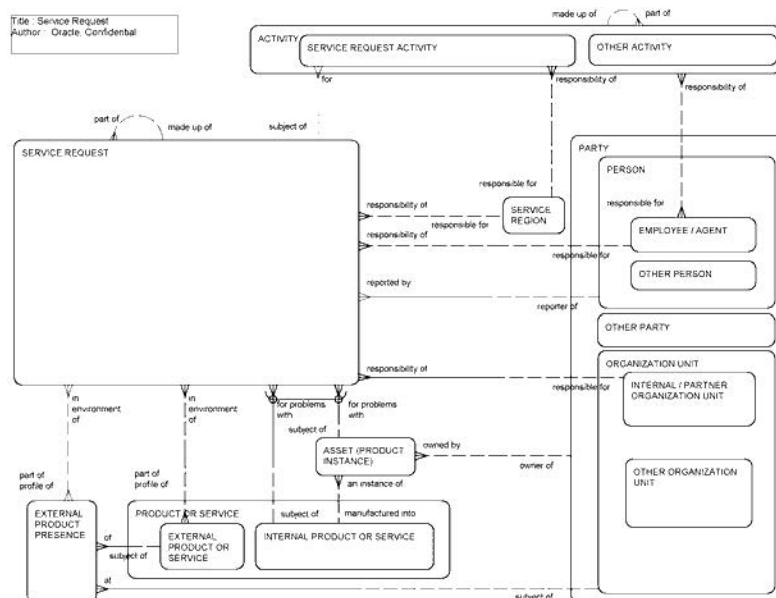 Title : Service Request
Author : Oracle, Confidential
made up of
part of
ACTIVITY
SERVICE REQUEST ACTIVITY
OTHER ACTIVITY
for
responsibility of
responsibility of
part of
made up of
subject of
SERVICE REQUEST
PARTY
PERSON
responsible for
responsibility of
SERVICE
REGION
responsible for
responsible for
EMPLOYEE / AGENT
responsibility of
responsible for
OTHER PERSON
reported by
reporter of
OTHER PARTY
ORGANIZATION UNIT
responsibility of
responsible for
INTERNAL / PARTNER
ORGANIZATION UNIT
in
environment
of
in
environment
of
for problems
with
for problems
with
subject of
ASSET (PRODUCT
INSTANCE)
owned by
owner of
OTHER ORGANIZATION
UNIT
part of
profile of
part of
profile of
an instance of
EXTERNAL
PRODUCT
PRESENCE
PRODUCT OR SERVICE
subject of
manufactured into
EXTERNAL
PRODUCT OR
SERVICE
INTERNAL PRODUCT OR SERVICE
of
subject of
at
subject of